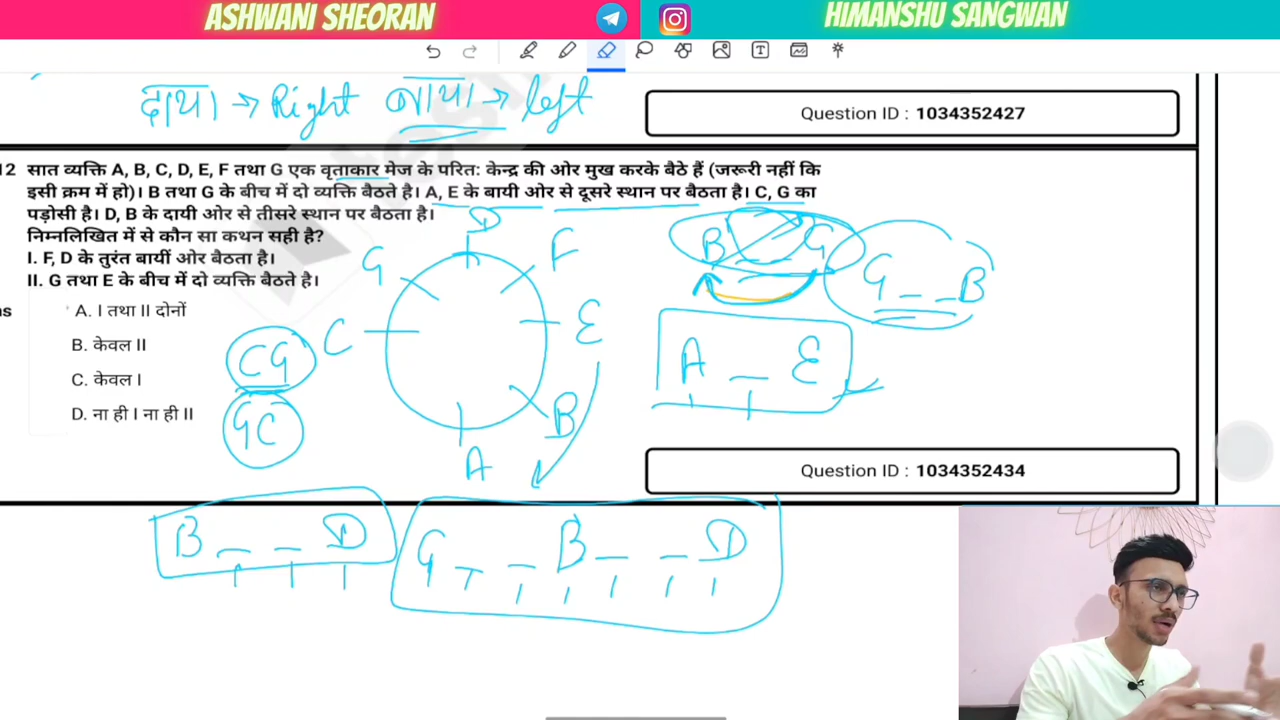 ASHWANI SHEORAN
HIMANSHU SANGWAN
दायां → Right बायां → left
Question ID : 1034352427
12 सात व्यक्ति A, B, C, D, E, F तथा G एक वृताकार मेज के परित: केन्द्र की ओर मुख करके बैठे हैं (जरूरी नहीं कि
इसी क्रम में हो)। B तथा G के बीच में दो व्यक्ति बैठते है। A, E के बायी ओर से दूसरे स्थान पर बैठता है। C, G का
पड़ोसी है। D, B के दायी ओर से तीसरे स्थान पर बैठता है।
निम्नलिखित में से कौन सा कथन सही है?
I. F, D के तुरंत बायीं ओर बैठता है।
II. G तथा E के बीच में दो व्यक्ति बैठते है।
ns
A. I तथा II दोनों
B. केवल II
C. केवल I
D. ना ही I ना ही II
CG
GC
D
F
G
E
C
B
A
B _ _ G
G _ _ B
A _ E
Question ID : 1034352434
B _ _ D
G _ _ B _ _ D